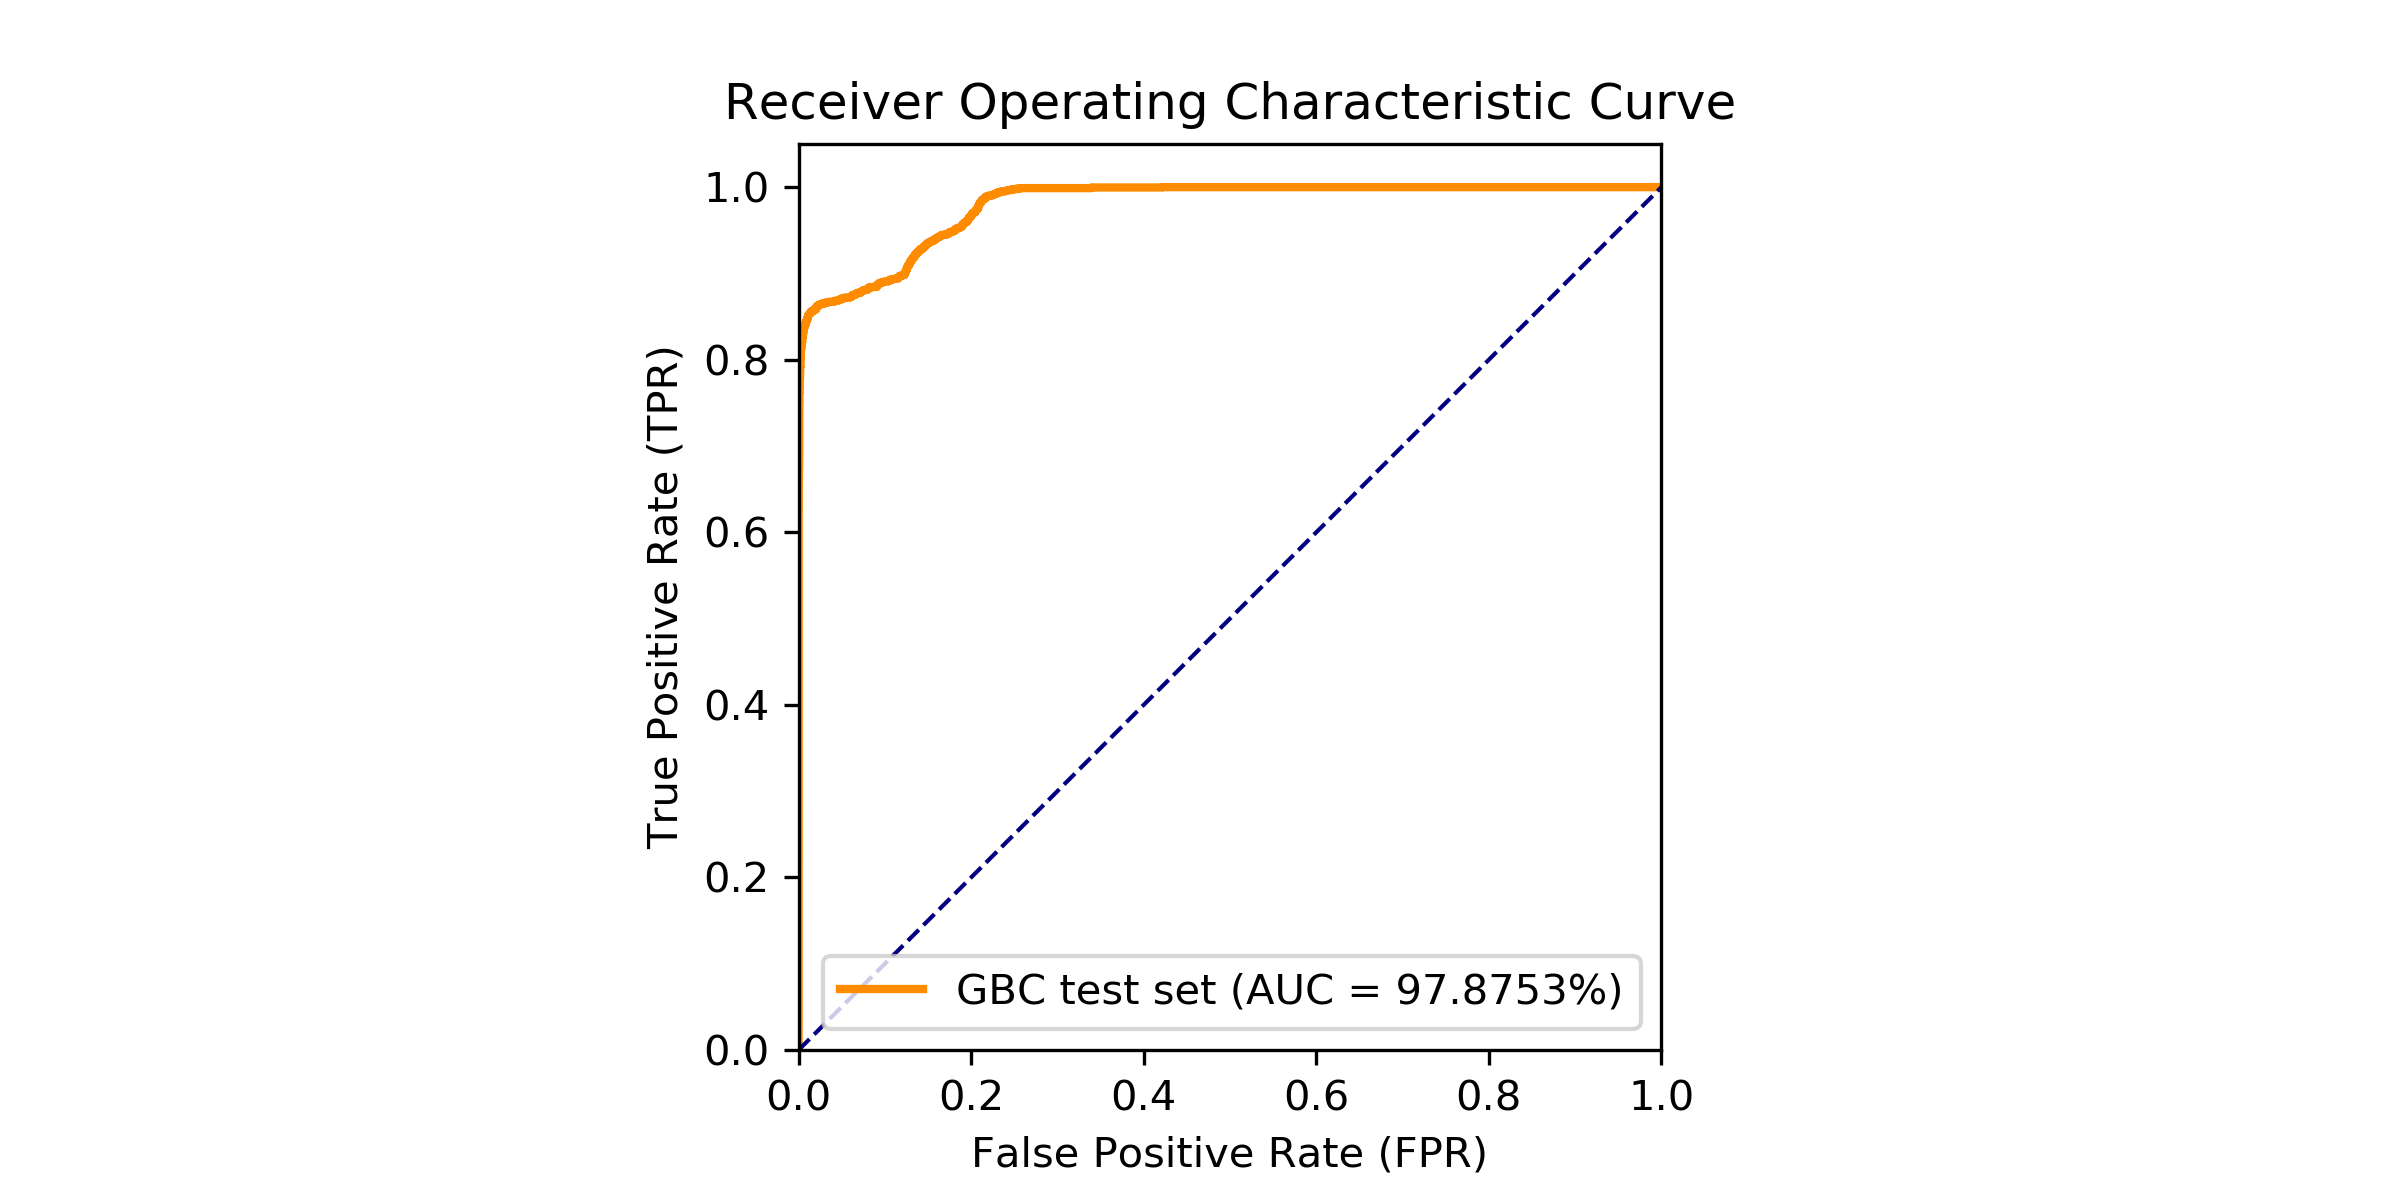 Receiver Operating Characteristic Curve
True Positive Rate (TPR)
1.0
0.8
0.6
0.4
0.2
0.0
GBC test set (AUC = 97.8753%)
0.0 0.2 0.4 0.6 0.8 1.0
False Positive Rate (FPR)